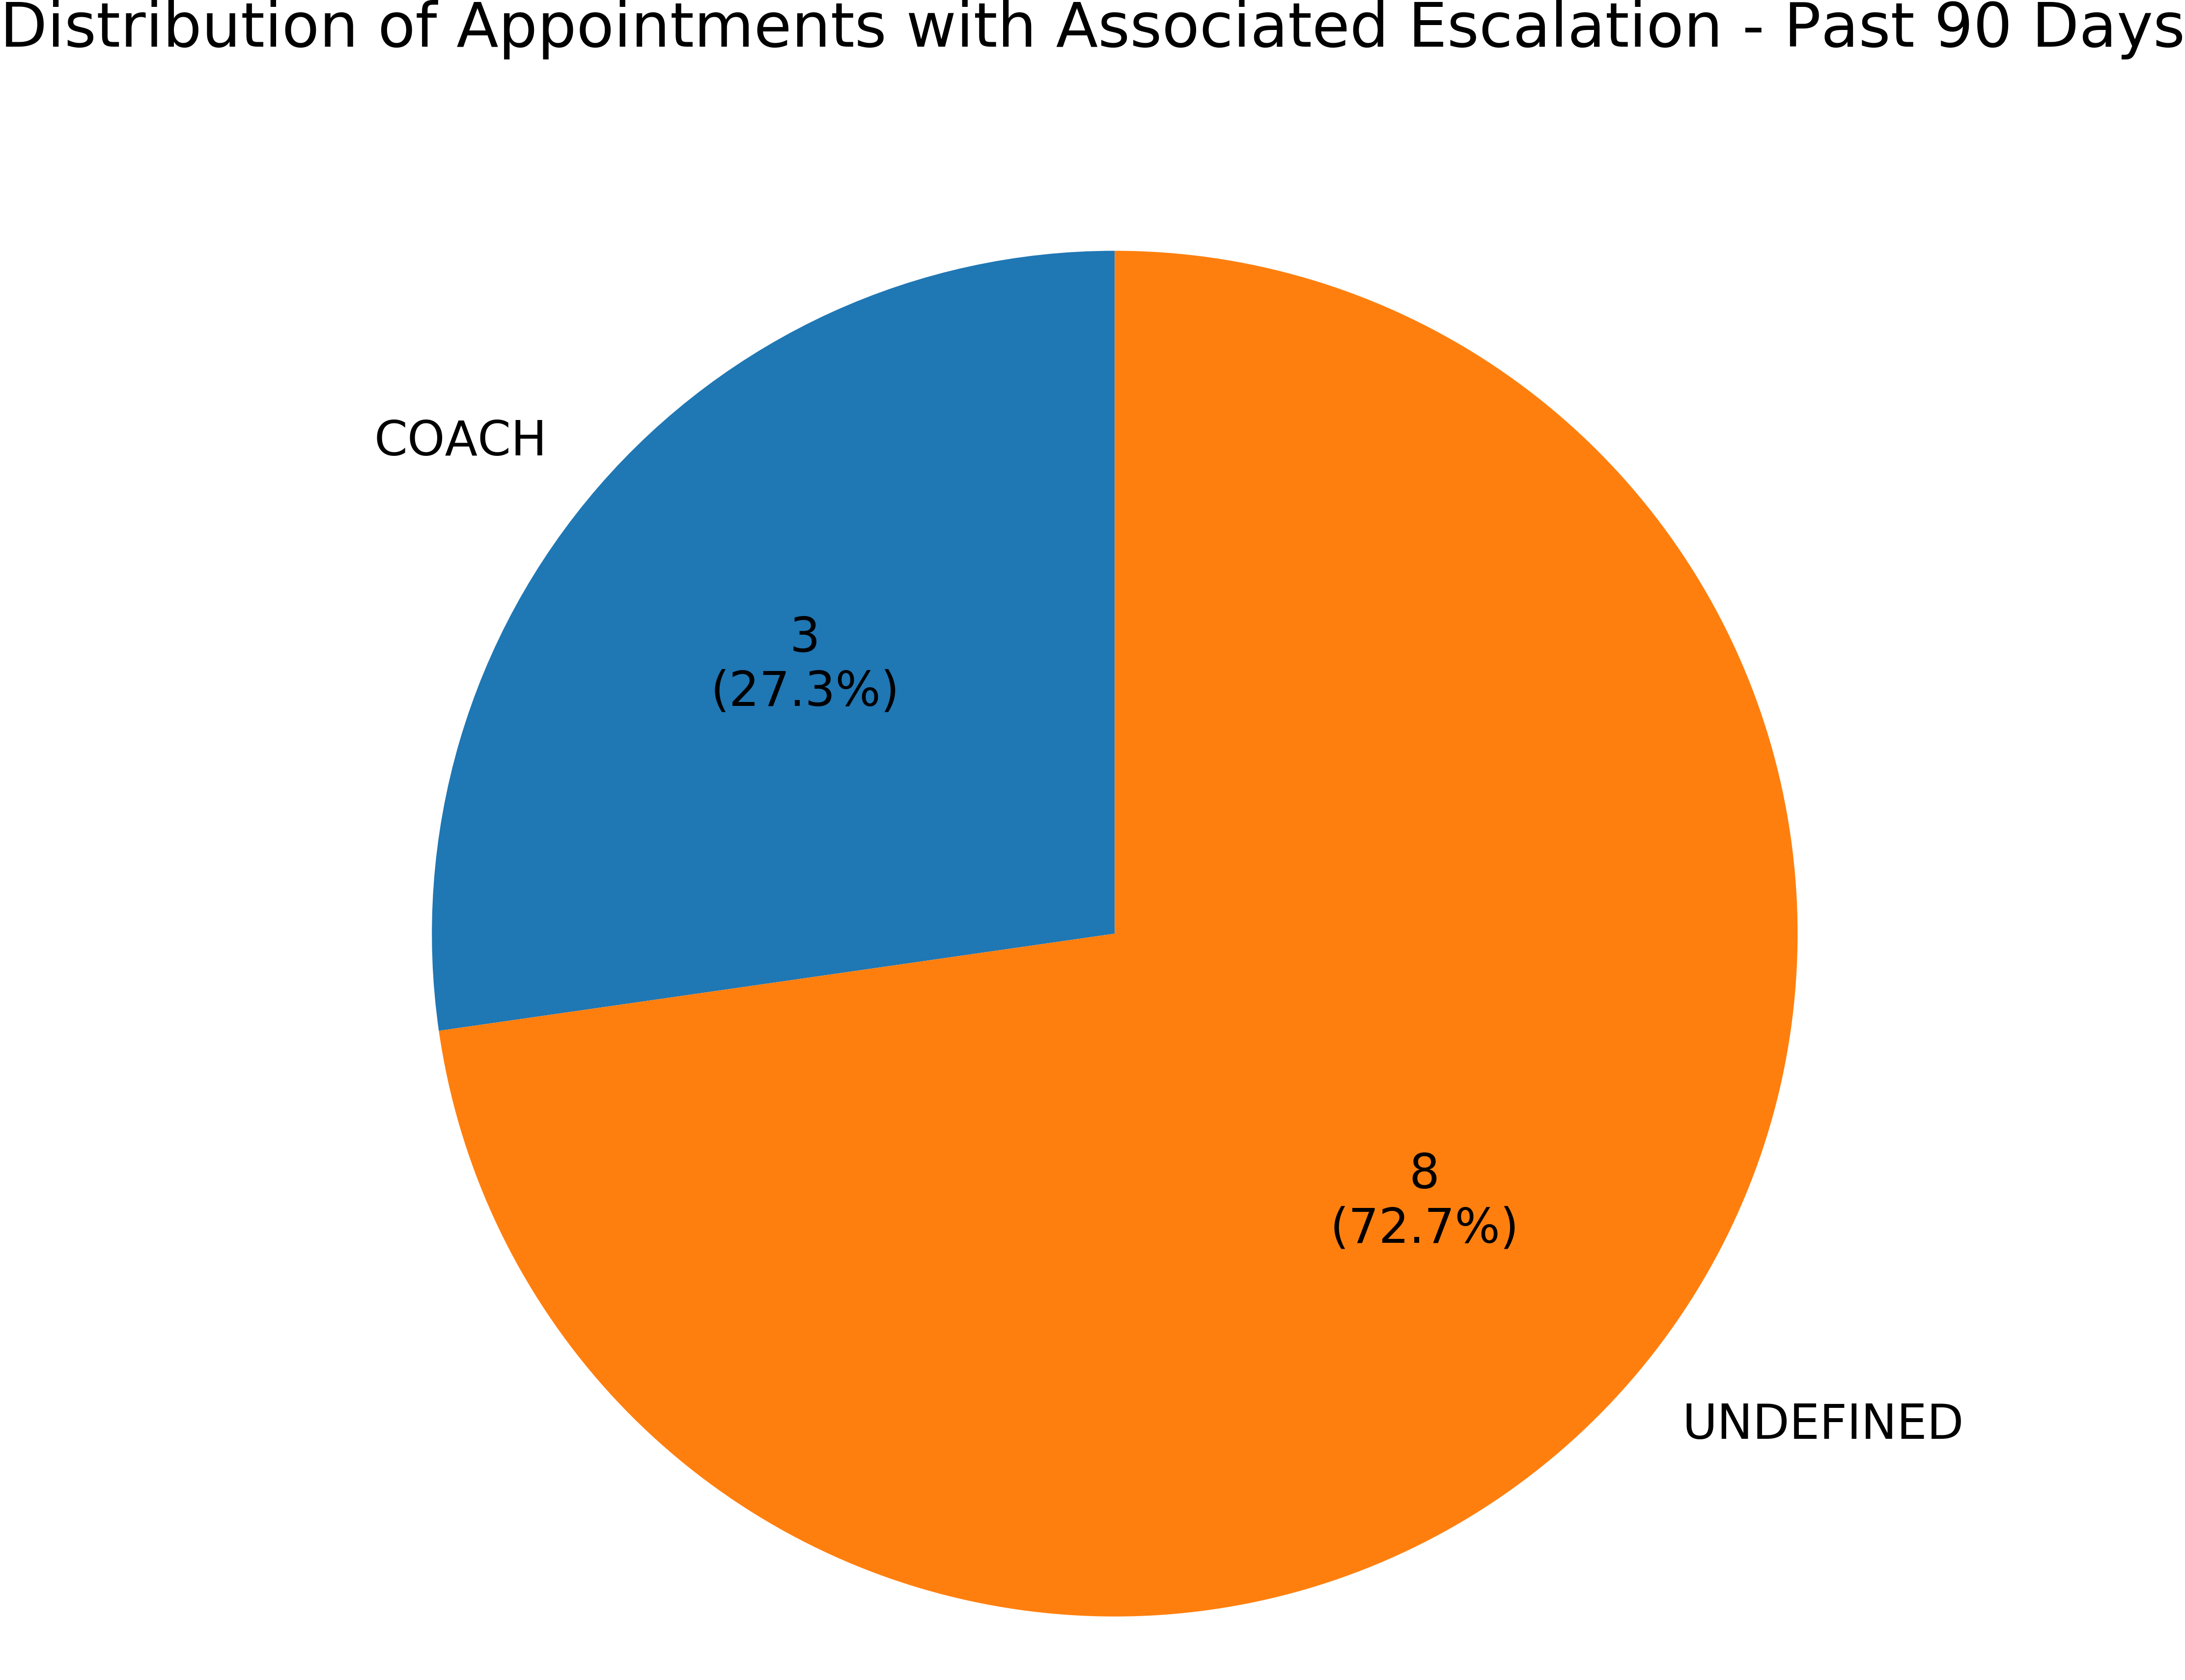 Distribution of Appointments with Associated Escalation - Past 90 Days
COACH
3
(27.3%)
8
(72.7%)
UNDEFINED